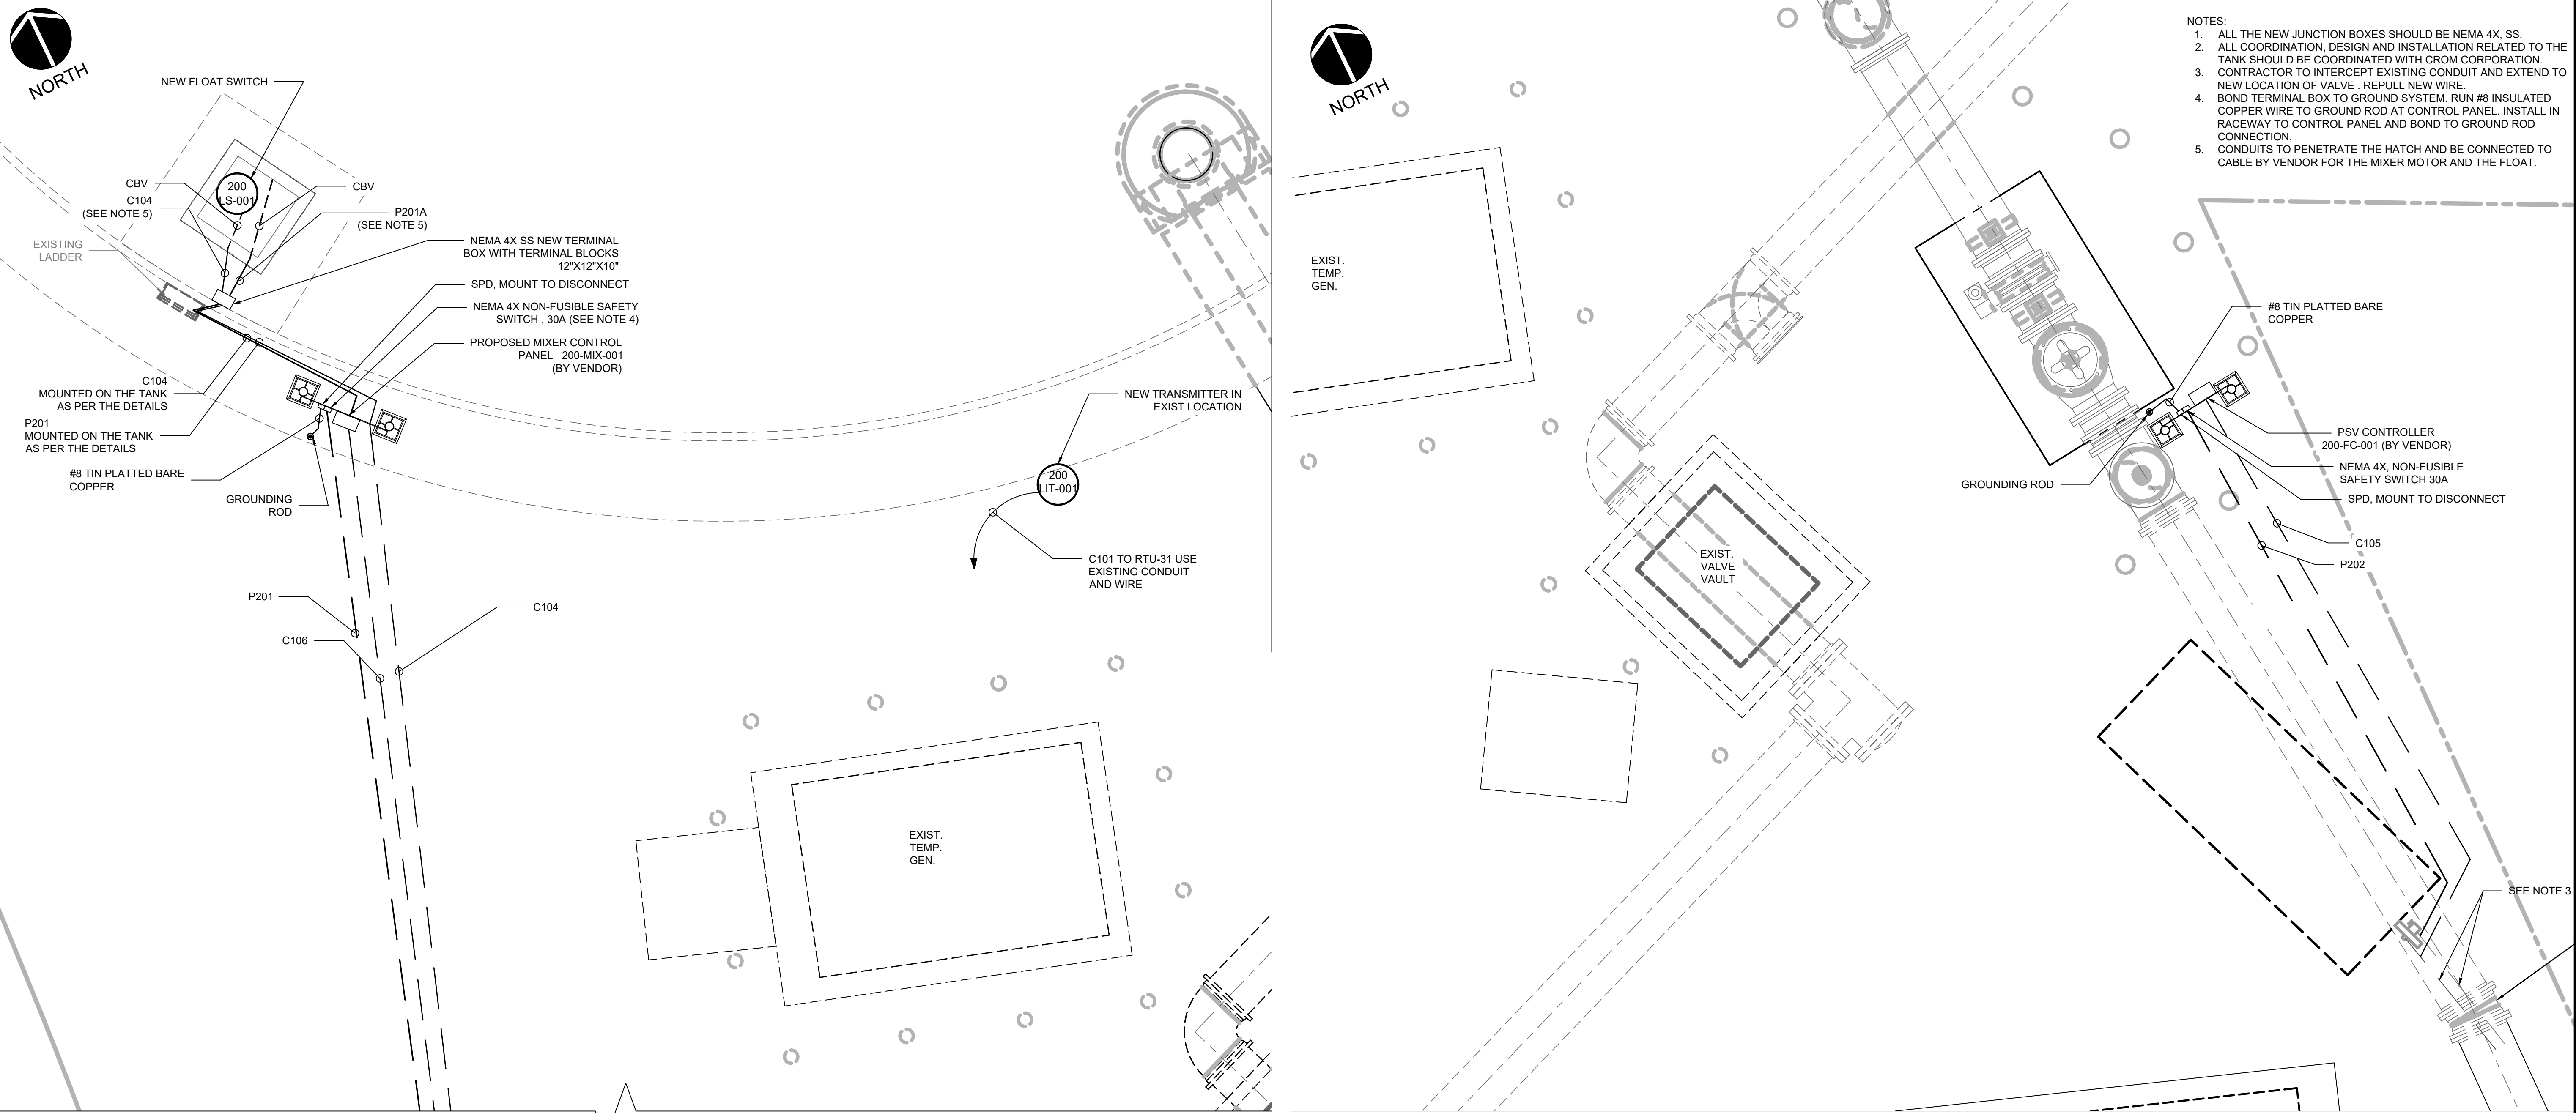 NORTH
NEW FLOAT SWITCH
CBV
C104
(SEE NOTE 5)
200
LS-001
CBV
P201A
(SEE NOTE 5)
EXISTING
LADDER
NEMA 4X SS NEW TERMINAL
BOX WITH TERMINAL BLOCKS
12"X12"X10"
SPD, MOUNT TO DISCONNECT
NEMA 4X NON-FUSIBLE SAFETY
SWITCH , 30A (SEE NOTE 4)
PROPOSED MIXER CONTROL
PANEL 200-MIX-001
(BY VENDOR)
C104
MOUNTED ON THE TANK
AS PER THE DETAILS
P201
MOUNTED ON THE TANK
AS PER THE DETAILS
#8 TIN PLATTED BARE
COPPER
GROUNDING
ROD
NEW TRANSMITTER IN
EXIST LOCATION
200
LIT-001
C101 TO RTU-31 USE
EXISTING CONDUIT
AND WIRE
P201
C106
C104
EXIST.
TEMP.
GEN.
NORTH
EXIST.
TEMP.
GEN.
EXIST.
VALVE
VAULT
NOTES:
1. ALL THE NEW JUNCTION BOXES SHOULD BE NEMA 4X, SS.
2. ALL COORDINATION, DESIGN AND INSTALLATION RELATED TO THE
TANK SHOULD BE COORDINATED WITH CROM CORPORATION.
3. CONTRACTOR TO INTERCEPT EXISTING CONDUIT AND EXTEND TO
NEW LOCATION OF VALVE . REPULL NEW WIRE.
4. BOND TERMINAL BOX TO GROUND SYSTEM. RUN #8 INSULATED
COPPER WIRE TO GROUND ROD AT CONTROL PANEL. INSTALL IN
RACEWAY TO CONTROL PANEL AND BOND TO GROUND ROD
CONNECTION.
5. CONDUITS TO PENETRATE THE HATCH AND BE CONNECTED TO
CABLE BY VENDOR FOR THE MIXER MOTOR AND THE FLOAT.
#8 TIN PLATTED BARE
COPPER
PSV CONTROLLER
200-FC-001 (BY VENDOR)
NEMA 4X, NON-FUSIBLE
SAFETY SWITCH 30A
GROUNDING ROD
SPD, MOUNT TO DISCONNECT
C105
P202
SEE NOTE 3